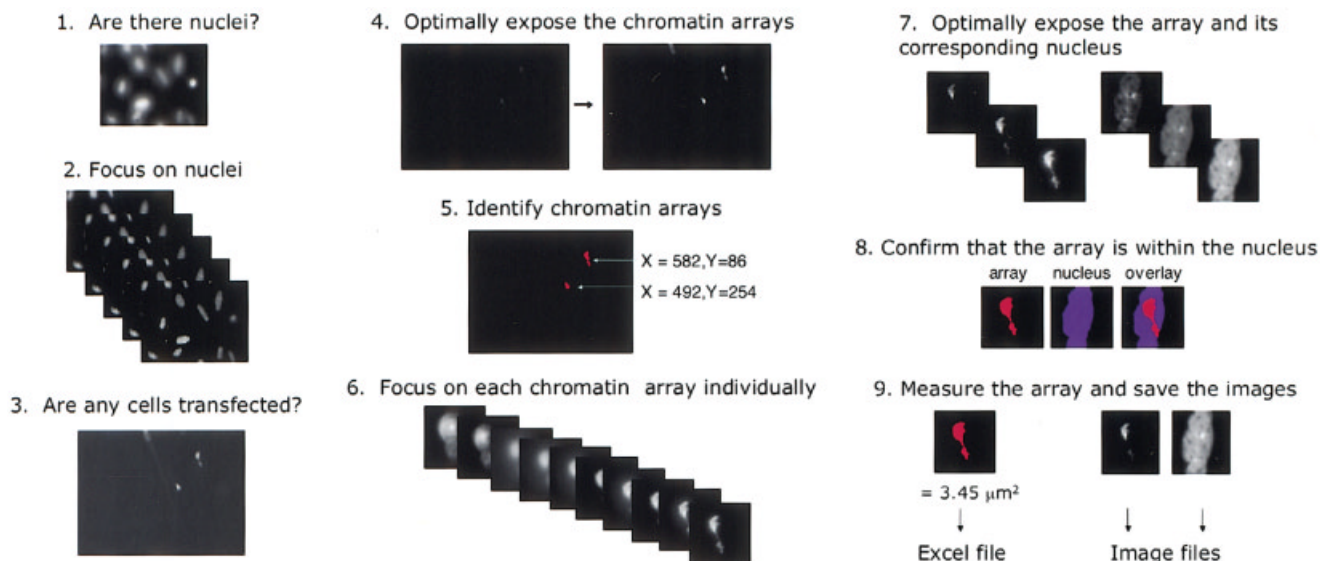 1. Are there nuclei?
2. Focus on nuclei
3. Are any cells transfected?
4. Optimally expose the chromatin arrays
5. Identify chromatin arrays
X = 582,Y=86
X = 492,Y=254
6. Focus on each chromatin array individually
7. Optimally expose the array and its
corresponding nucleus
8. Confirm that the array is within the nucleus
array nucleus overlay
9. Measure the array and save the images
= 3.45 μm²
Excel file
Image files